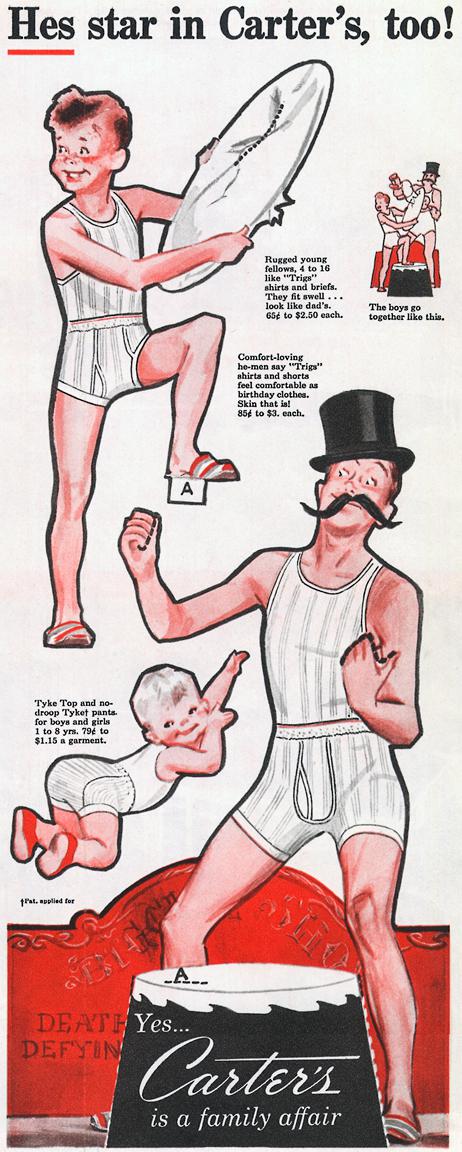 Hes star in Carter's, too!
Rugged young
fellows, 4 to 16
like "Trigs"
shirts and briefs.
They fit swell . . .
look like dad's.
65¢ to $2.50 each.
The boys go
together like this.
Comfort-loving
he-men say "Trigs"
shirts and shorts
feel comfortable as
birthday clothes.
Skin that is!
85¢ to $3. each.
A
Tyke Top and no-
droop Tyke† pants.
for boys and girls
1 to 8 yrs. 79¢ to
$1.15 a garment.
†Pat. applied for
SHO
DEATH
DEFYIN
A
Yes...
Carter's
is a family affair